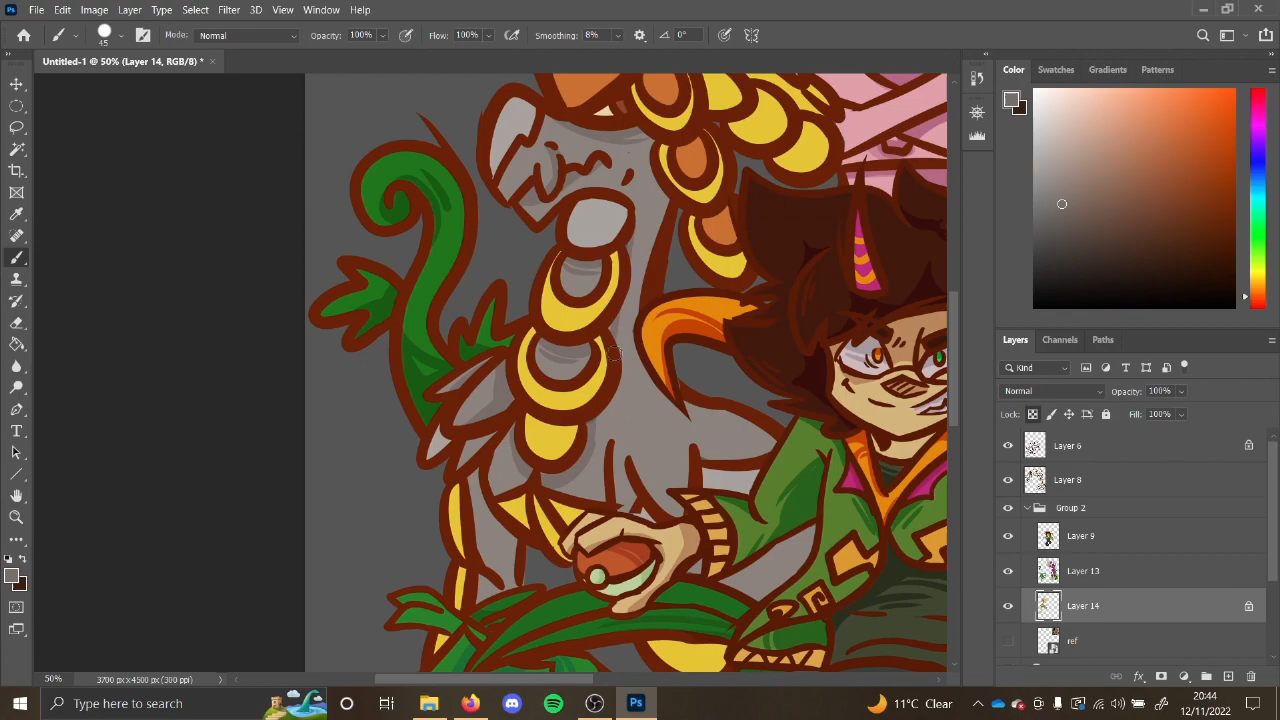 Ps File Edit Image Layer Type Select Filter 3D View Window Help
45 Mode: Normal Opacity: 100% Flow: 100% Smoothing: 8% 0°
Untitled-1 @ 50% (Layer 14, RGB/8) *
Color Swatches Gradients Patterns
Layers Channels Paths
Kind
Normal Opacity: 100%
Lock: Fill: 100%
Layer 6
Layer 8
Group 2
Layer 9
Layer 13
Layer 14
ref
50% 3700 px x 4500 px (300 ppi)
Type here to search
Ps
11°C Clear
20:44
12/11/2022